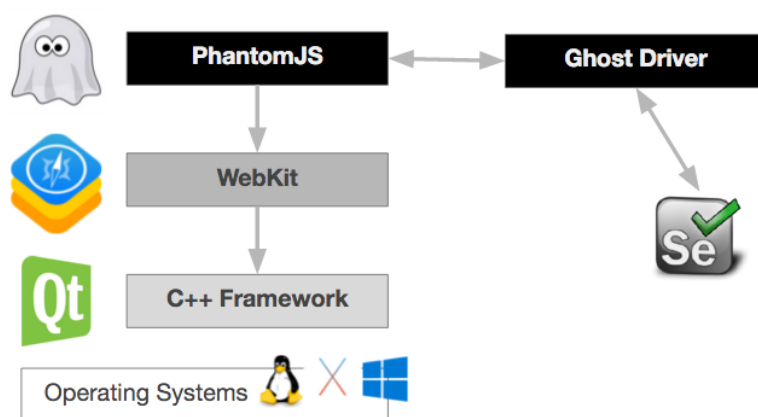 PhantomJS
Ghost Driver
WebKit
Se
Qt
C++ Framework
Operating Systems